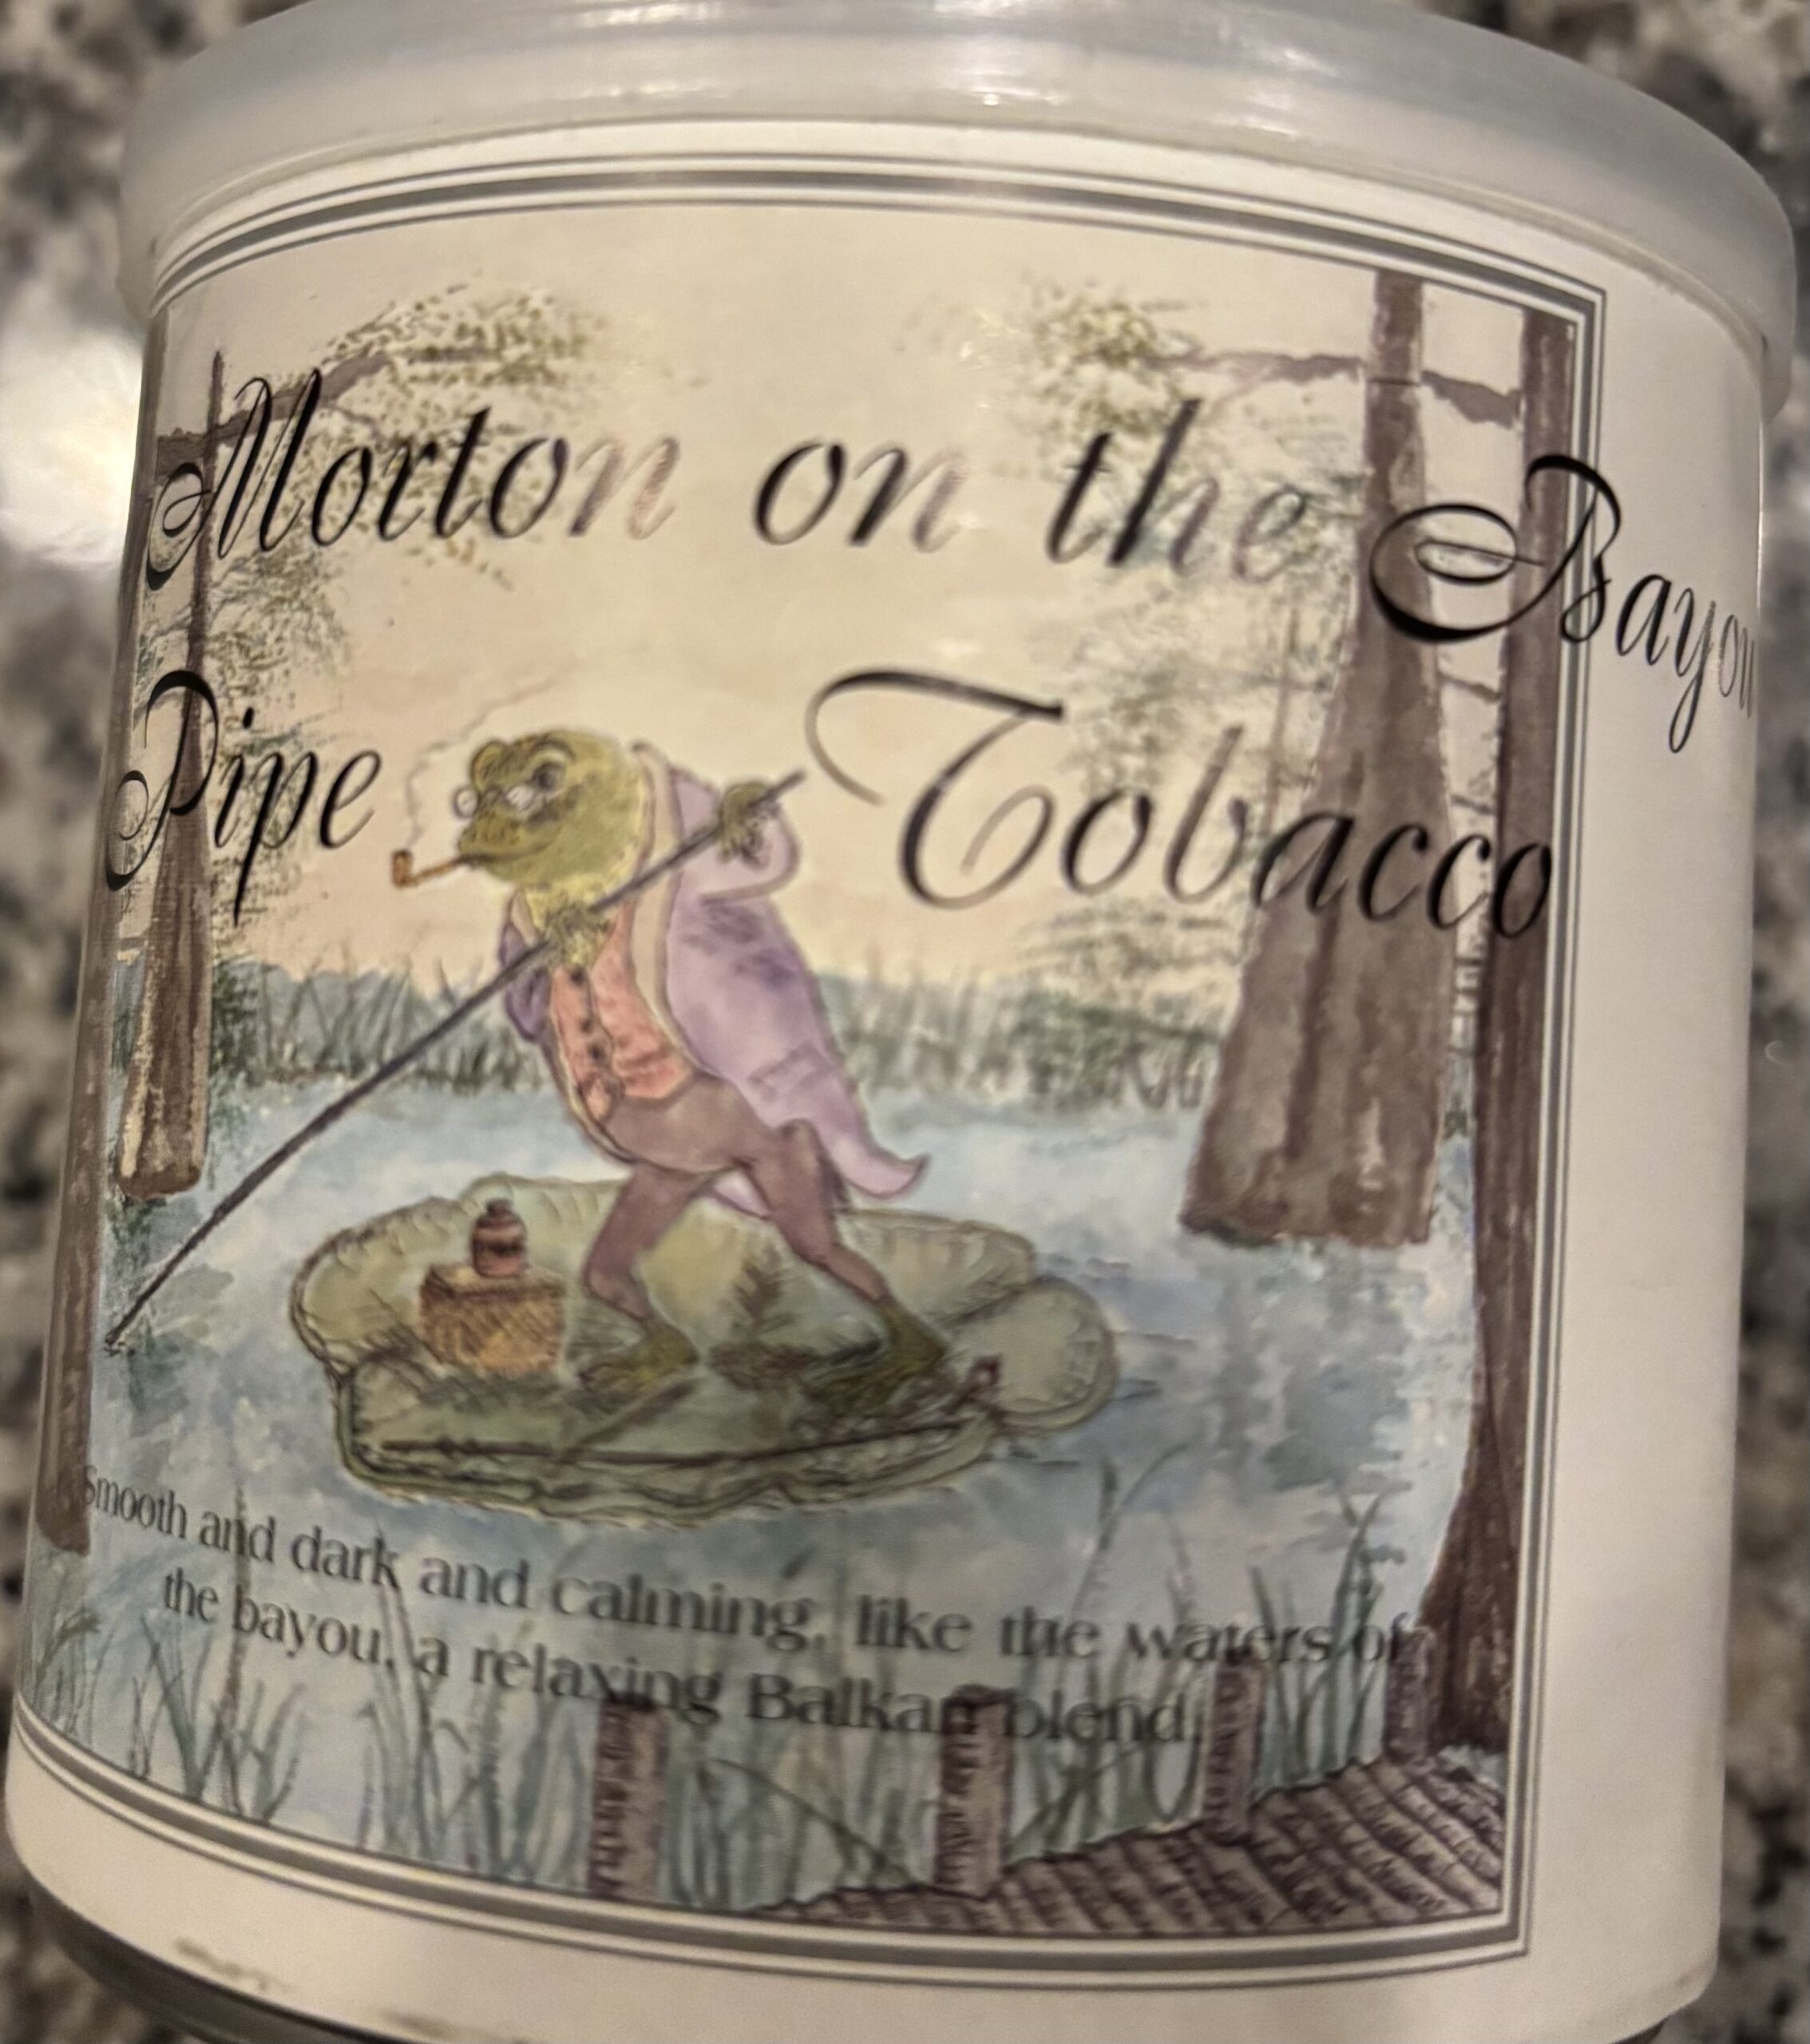 Morton on the Bayou
Pipe Tobacco
Smooth and dark and calming, like the waters of
the bayou, a relaxing Balkan blend.